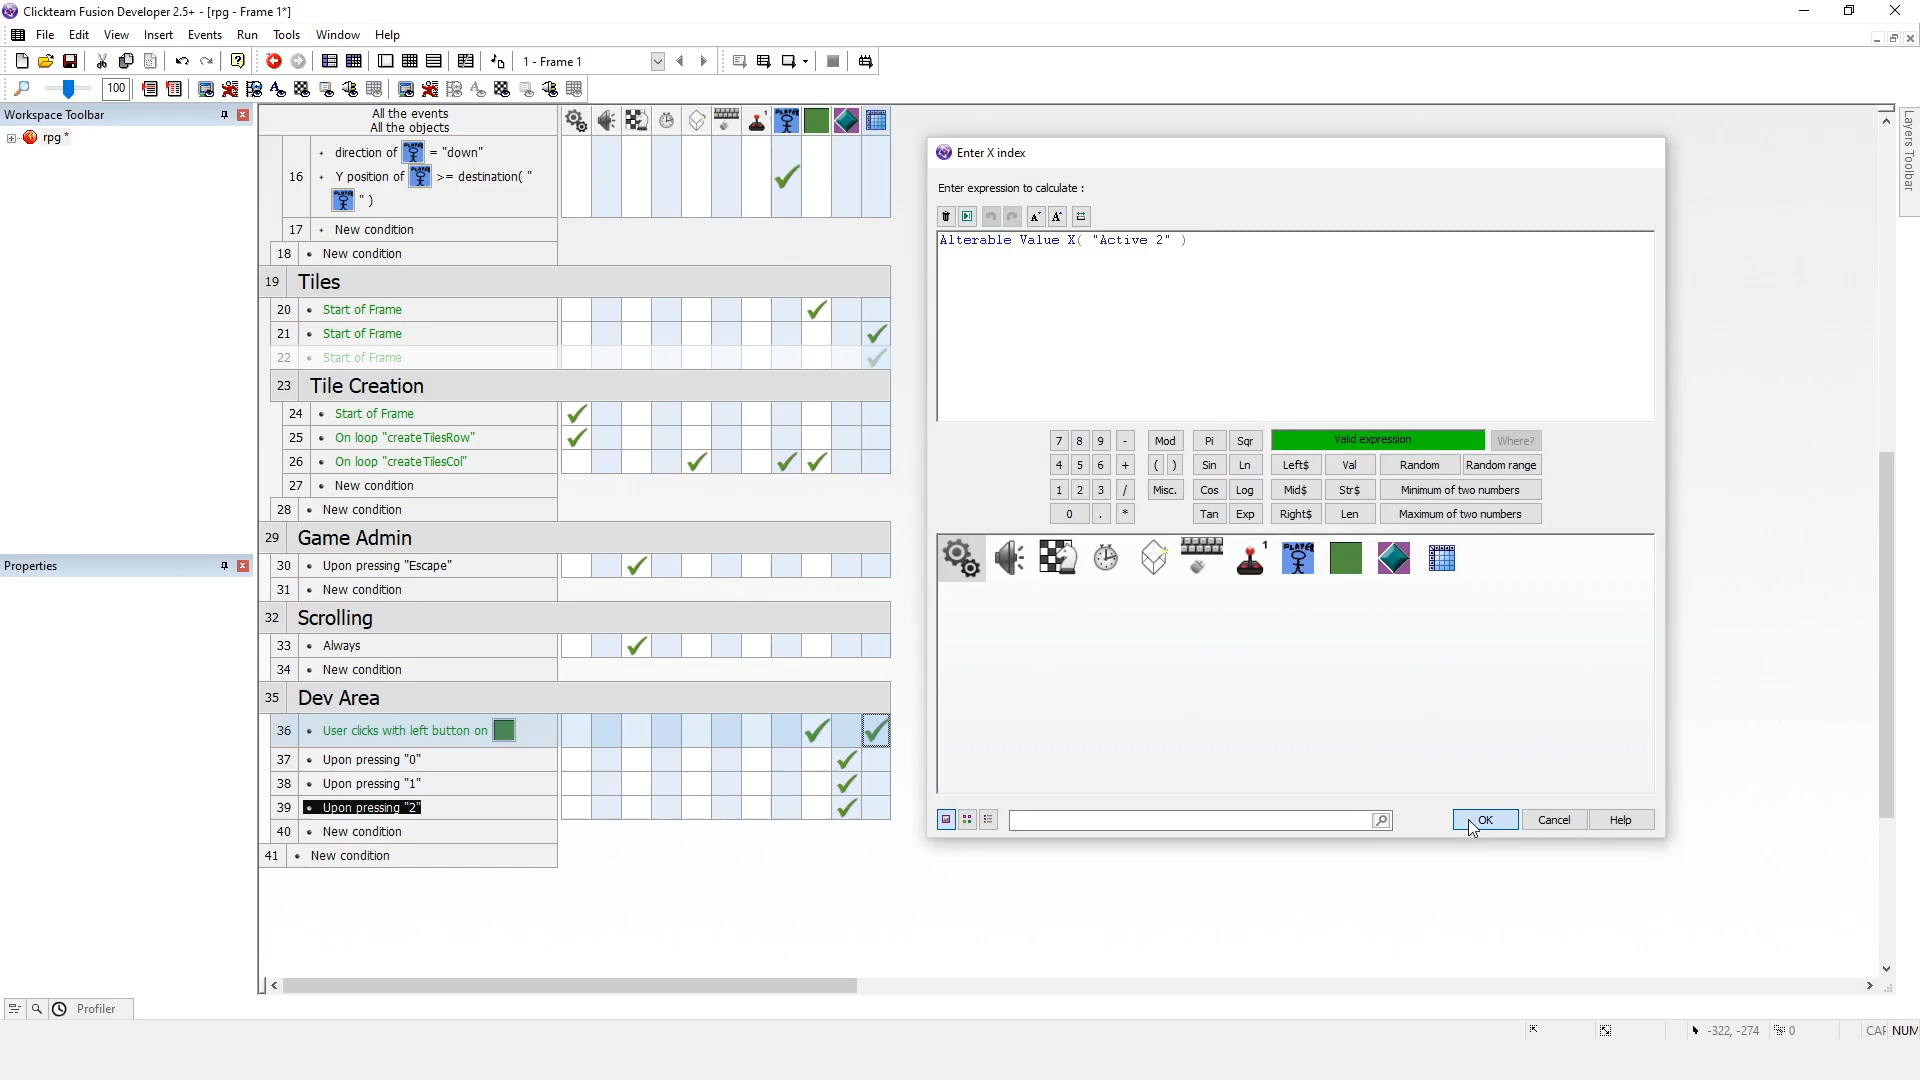 Clickteam Fusion Developer 2.5+ - [rpg - Frame 1*]
File Edit View Insert Events Run Tools Window Help
1 - Frame 1
100
Workspace Toolbar
rpg *
Properties
Profiler
All the events
All the objects
16 direction of PLAYER = "down"
Y position of PLAYER >= destination( "
PLAYER " )
17 New condition
18 New condition
19 Tiles
20 Start of Frame
21 Start of Frame
22 Start of Frame
23 Tile Creation
24 Start of Frame
25 On loop "createTilesRow"
26 On loop "createTilesCol"
27 New condition
28 New condition
29 Game Admin
30 Upon pressing "Escape"
31 New condition
32 Scrolling
33 Always
34 New condition
35 Dev Area
36 User clicks with left button on
37 Upon pressing "0"
38 Upon pressing "1"
39 Upon pressing "2"
40 New condition
41 New condition
Enter X index
Enter expression to calculate :
Alterable Value X( "Active 2" )
7 8 9 - Mod Pi Sqr Valid expression Where?
4 5 6 + ( ) Sin Ln Left$ Val Random Random range
1 2 3 / Misc. Cos Log Mid$ Str$ Minimum of two numbers
0 . * Tan Exp Right$ Len Maximum of two numbers
1 PLAYER
OK Cancel Help
Layers Toolbar
-322, -274 0 CAP NUM